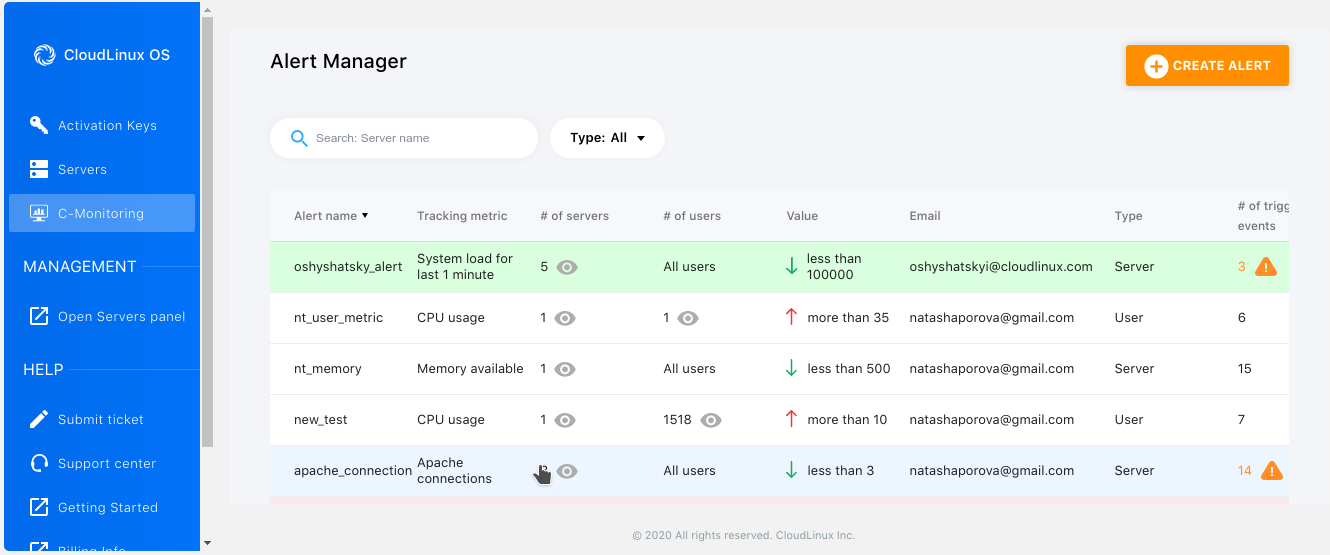 CloudLinux OS
Activation Keys
Servers
C-Monitoring
MANAGEMENT
Open Servers panel
HELP
Submit ticket
Support center
Getting Started
Billing Info
Alert Manager
CREATE ALERT
Search: Server name
Type: All
Alert name Tracking metric # of servers # of users Value Email Type # of trigg
events
oshyshatsky_alert System load for last 1 minute 5 All users less than 100000 oshyshatskyi@cloudlinux.com Server 3
nt_user_metric CPU usage 1 1 more than 35 natashaporova@gmail.com User 6
nt_memory Memory available 1 All users less than 500 natashaporova@gmail.com Server 15
new_test CPU usage 1 1518 more than 10 natashaporova@gmail.com User 7
apache_connection Apache connections All users less than 3 natashaporova@gmail.com Server 14
© 2020 All rights reserved. CloudLinux Inc.